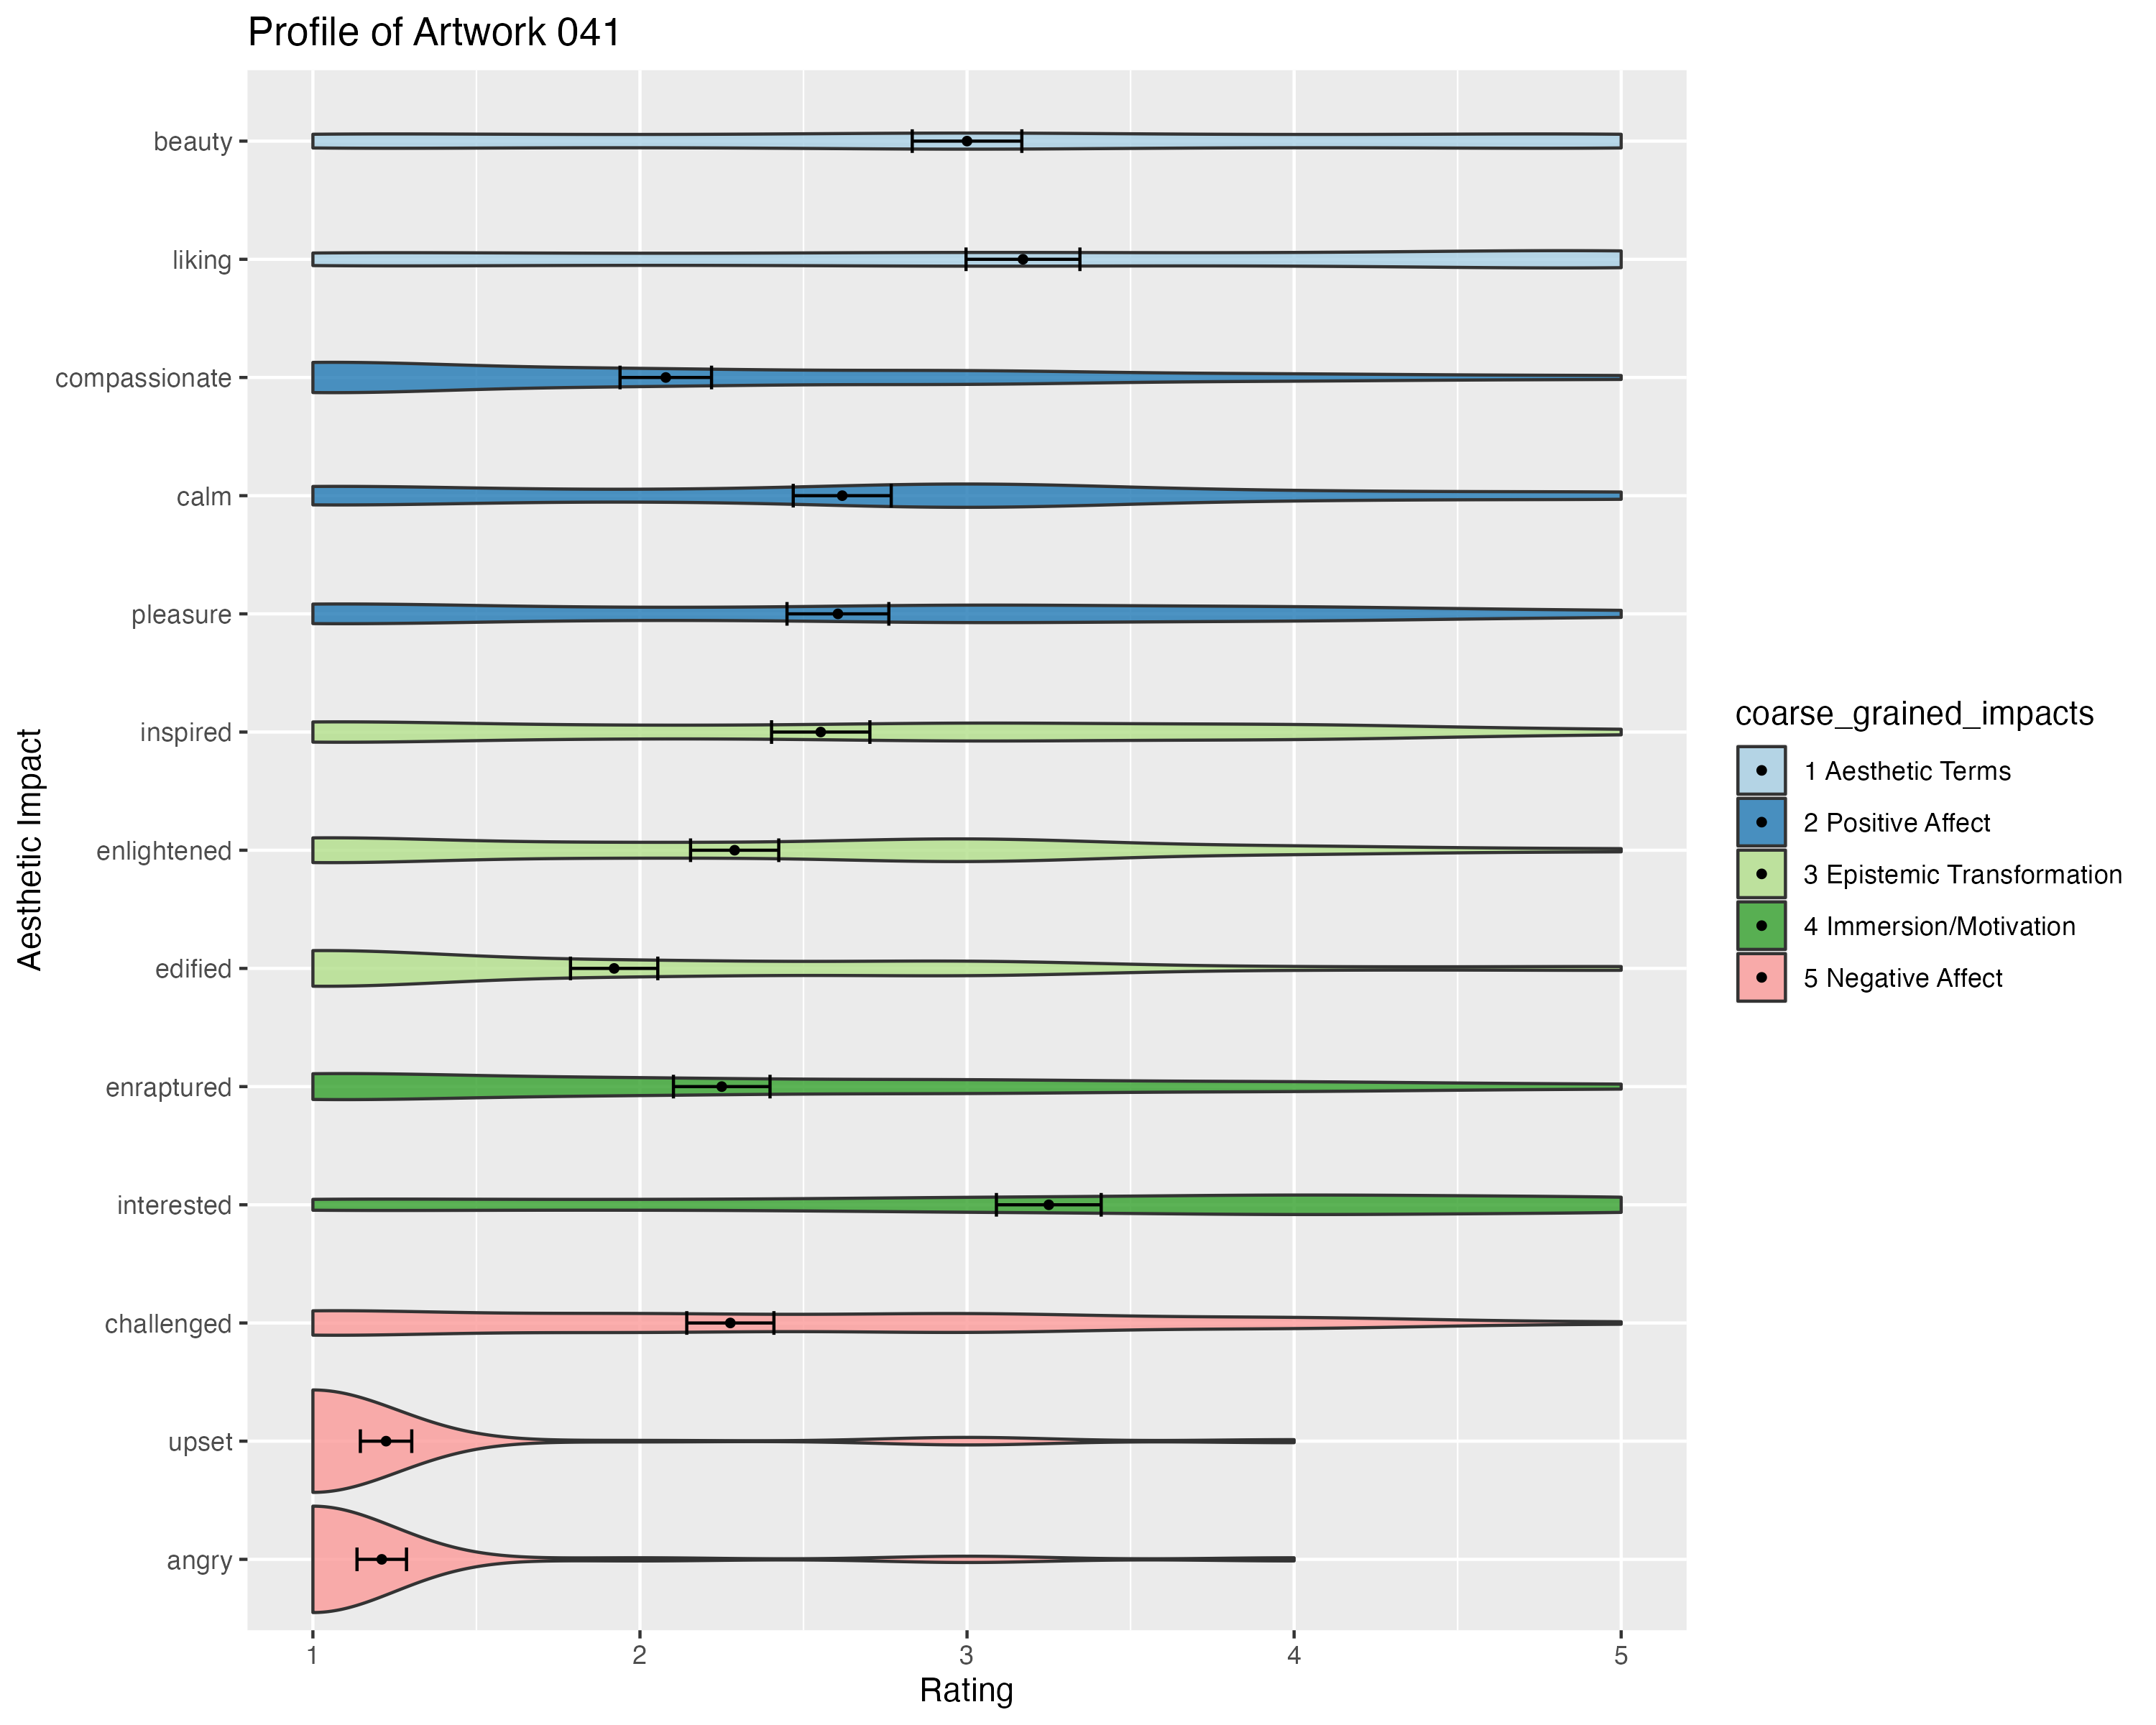 Profile of Artwork 041
Aesthetic Impact
beauty
liking
compassionate
calm
pleasure
inspired
enlightened
edified
enraptured
interested
challenged
upset
angry
1 2 3 4 5
Rating
coarse_grained_impacts
1 Aesthetic Terms
2 Positive Affect
3 Epistemic Transformation
4 Immersion/Motivation
5 Negative Affect